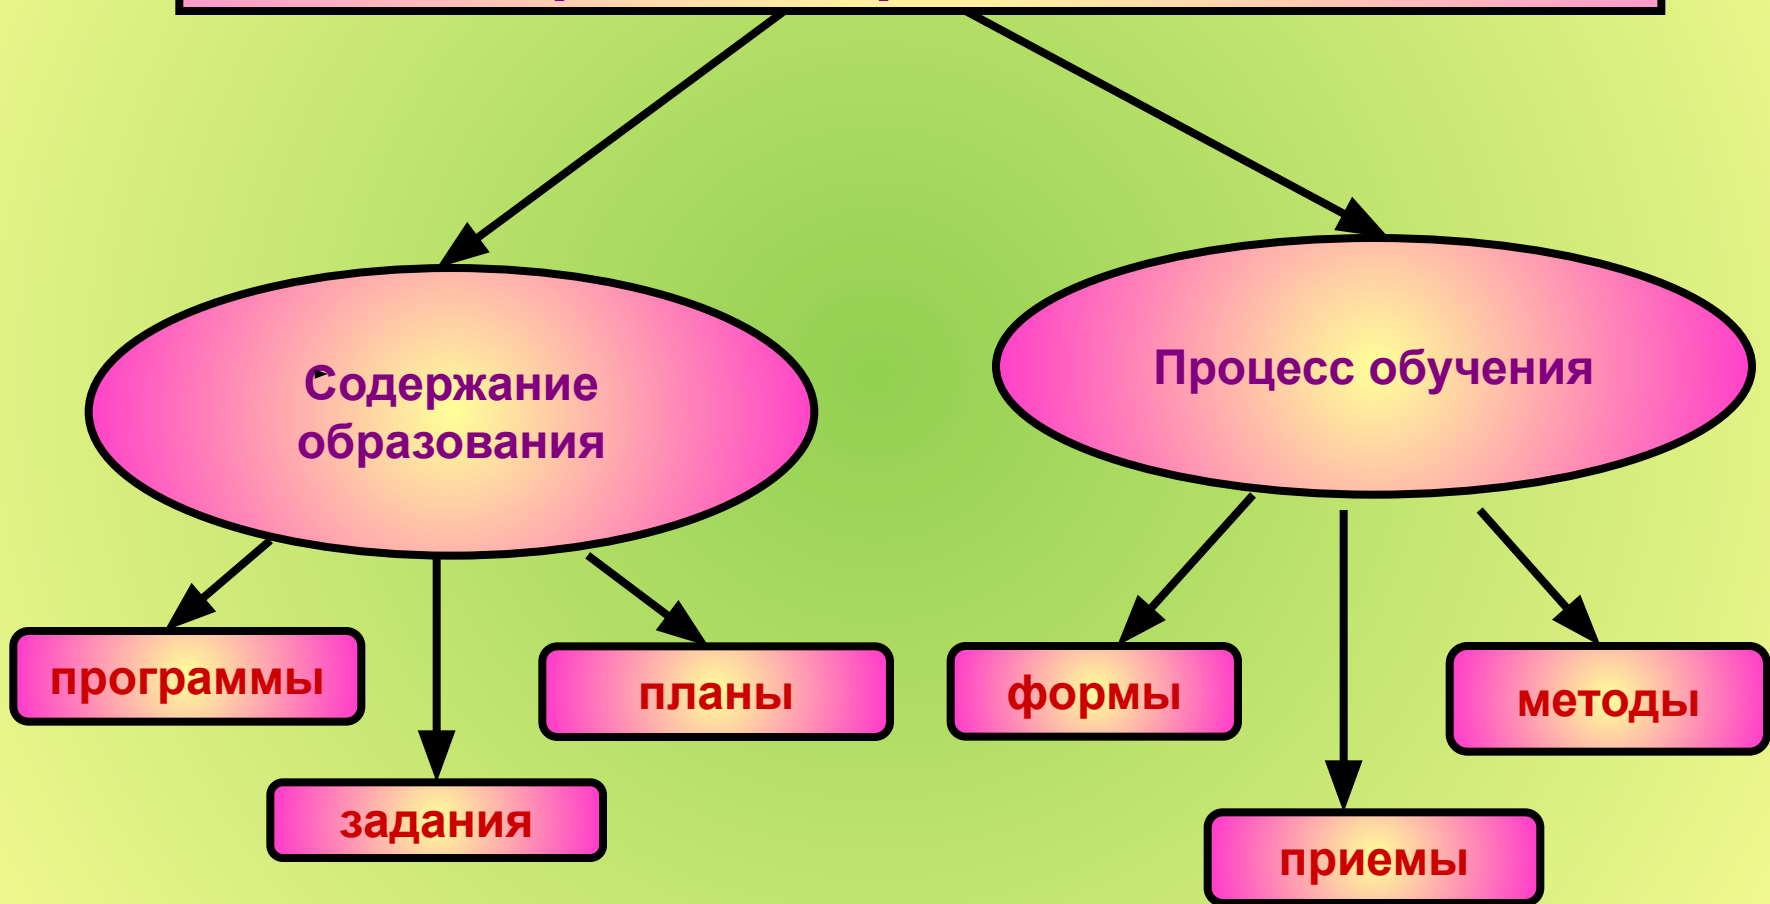 Содержание
образования
Процесс обучения
программы
планы
формы
методы
задания
приемы